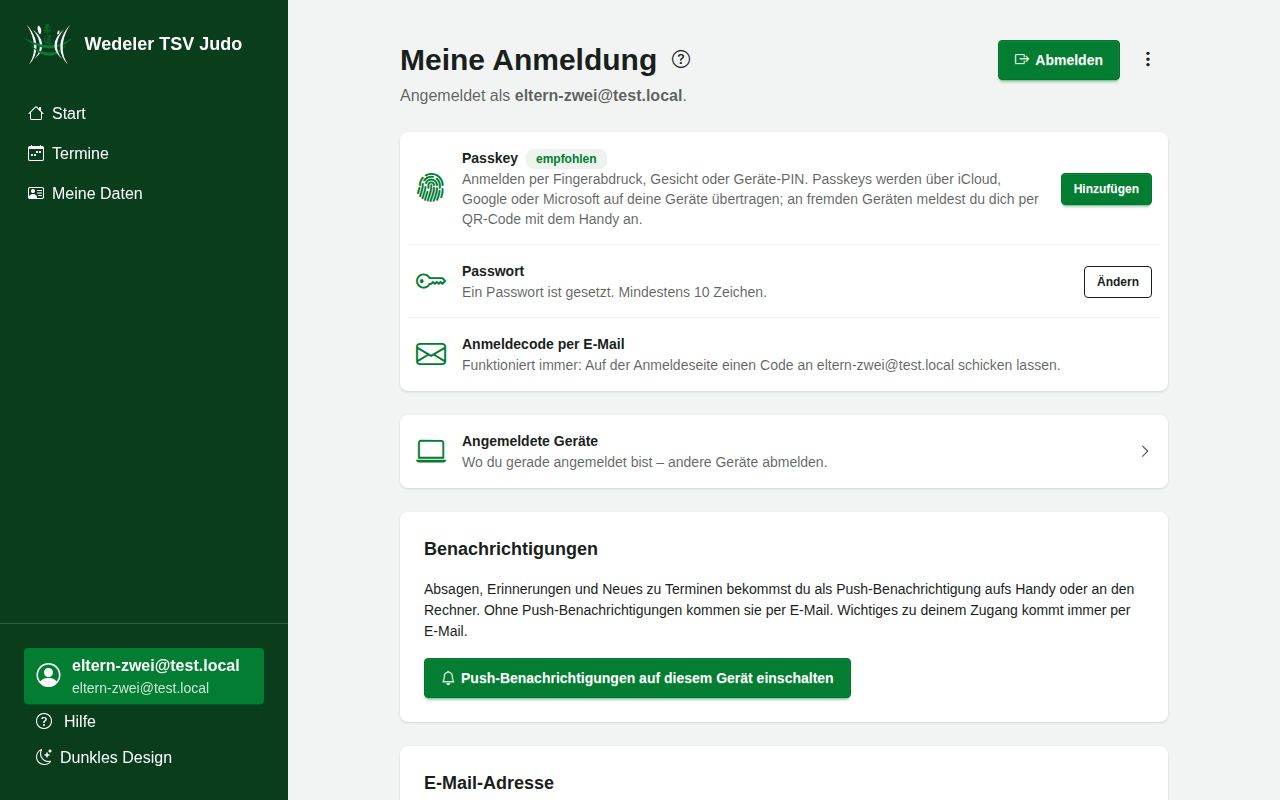 Wedeler TSV Judo
Start
Termine
Meine Daten
eltern-zwei@test.local
eltern-zwei@test.local
Hilfe
Dunkles Design
Meine Anmeldung
Abmelden
Angemeldet als eltern-zwei@test.local.
Passkey empfohlen
Anmelden per Fingerabdruck, Gesicht oder Geräte-PIN. Passkeys werden über iCloud,
Google oder Microsoft auf deine Geräte übertragen; an fremden Geräten meldest du dich per
QR-Code mit dem Handy an.
Hinzufügen
Passwort
Ein Passwort ist gesetzt. Mindestens 10 Zeichen.
Ändern
Anmeldecode per E-Mail
Funktioniert immer: Auf der Anmeldeseite einen Code an eltern-zwei@test.local schicken lassen.
Angemeldete Geräte
Wo du gerade angemeldet bist – andere Geräte abmelden.
Benachrichtigungen
Absagen, Erinnerungen und Neues zu Terminen bekommst du als Push-Benachrichtigung aufs Handy oder an den
Rechner. Ohne Push-Benachrichtigungen kommen sie per E-Mail. Wichtiges zu deinem Zugang kommt immer per
E-Mail.
Push-Benachrichtigungen auf diesem Gerät einschalten
E-Mail-Adresse